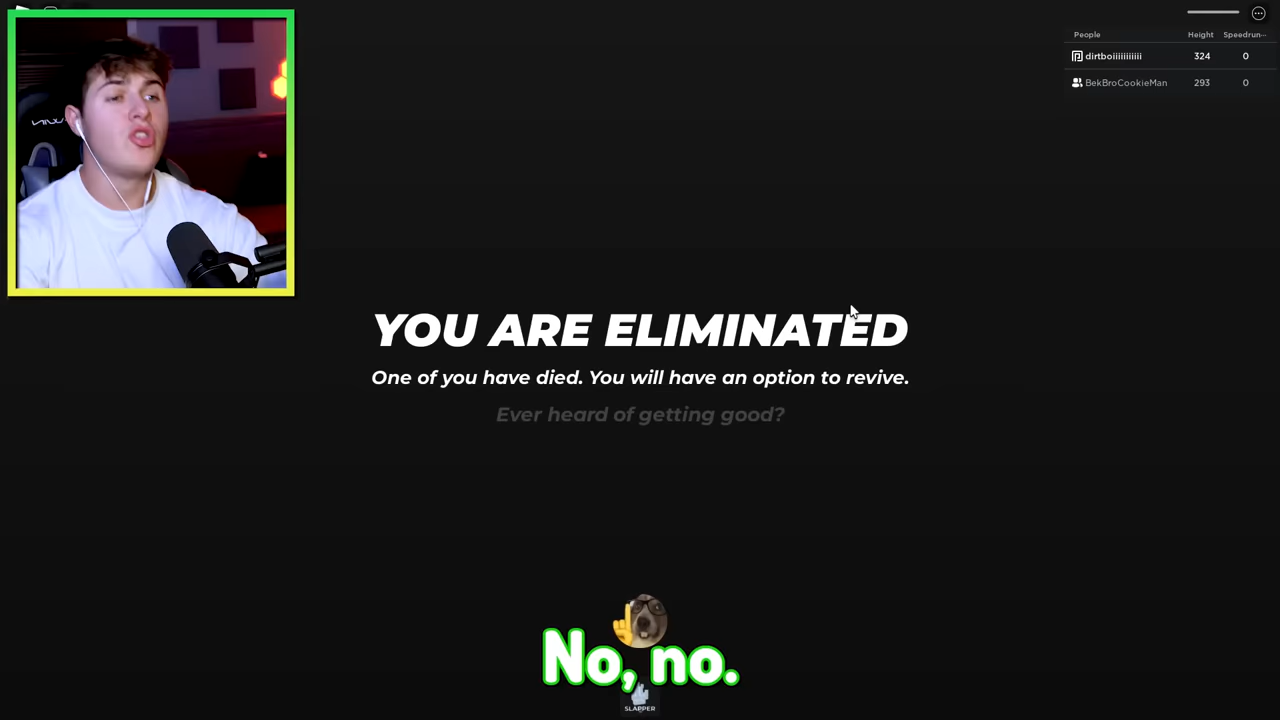 People Height Speedrun...
dirtboiiiiiiiiiii 324 0
BekBroCookieMan 293 0
YOU ARE ELIMINATED
One of you have died. You will have an option to revive.
Ever heard of getting good?
No, no.
SLAPPER